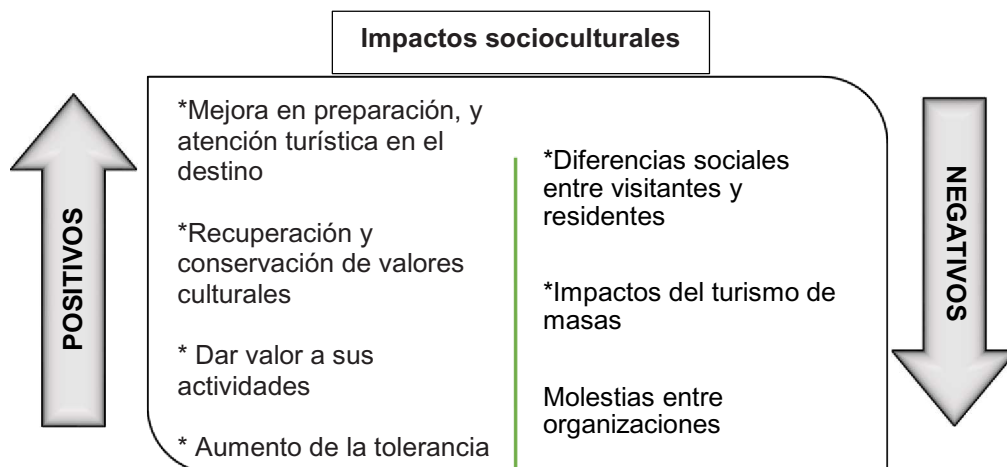 Impactos socioculturales
POSITIVOS
*Mejora en preparación, y
atención turística en el
destino
*Recuperación y
conservación de valores
culturales
* Dar valor a sus
actividades
* Aumento de la tolerancia
*Diferencias sociales
entre visitantes y
residentes
*Impactos del turismo de
masas
Molestias entre
organizaciones
NEGATIVOS